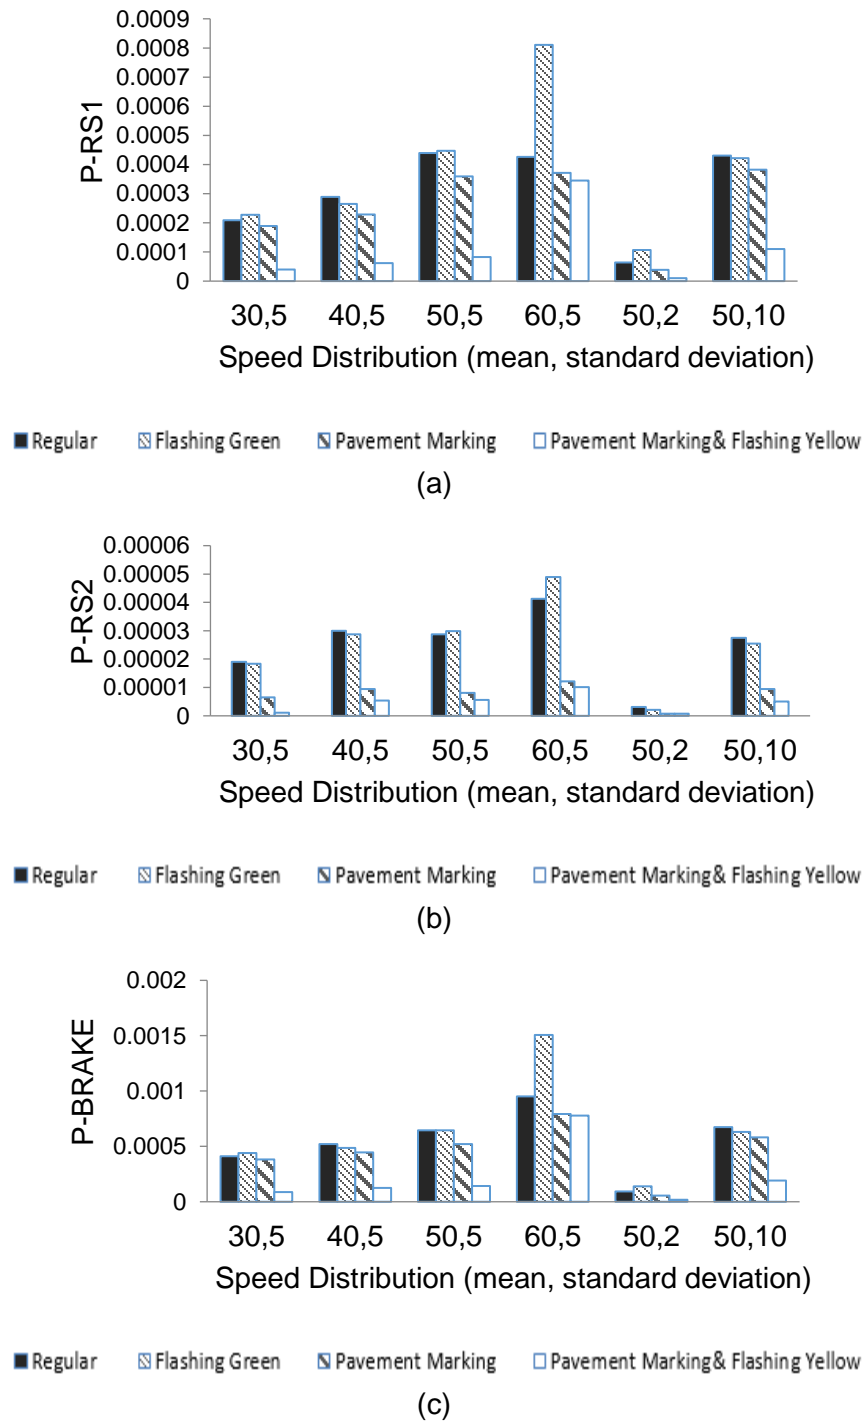 0.0009
0.0008
0.0007
0.0006
0.0005
0.0004
0.0003
0.0002
0.0001
0
P-RS1
30,5 40,5 50,5 60,5 50,2 50,10
Speed Distribution (mean, standard deviation)
Regular Flashing Green Pavement Marking Pavement Marking& Flashing Yellow
(a)
0.00006
0.00005
0.00004
0.00003
0.00002
0.00001
0
P-RS2
30,5 40,5 50,5 60,5 50,2 50,10
Speed Distribution (mean, standard deviation)
Regular Flashing Green Pavement Marking Pavement Marking& Flashing Yellow
(b)
0.002
0.0015
0.001
0.0005
0
P-BRAKE
30,5 40,5 50,5 60,5 50,2 50,10
Speed Distribution (mean, standard deviation)
Regular Flashing Green Pavement Marking Pavement Marking& Flashing Yellow
(c)